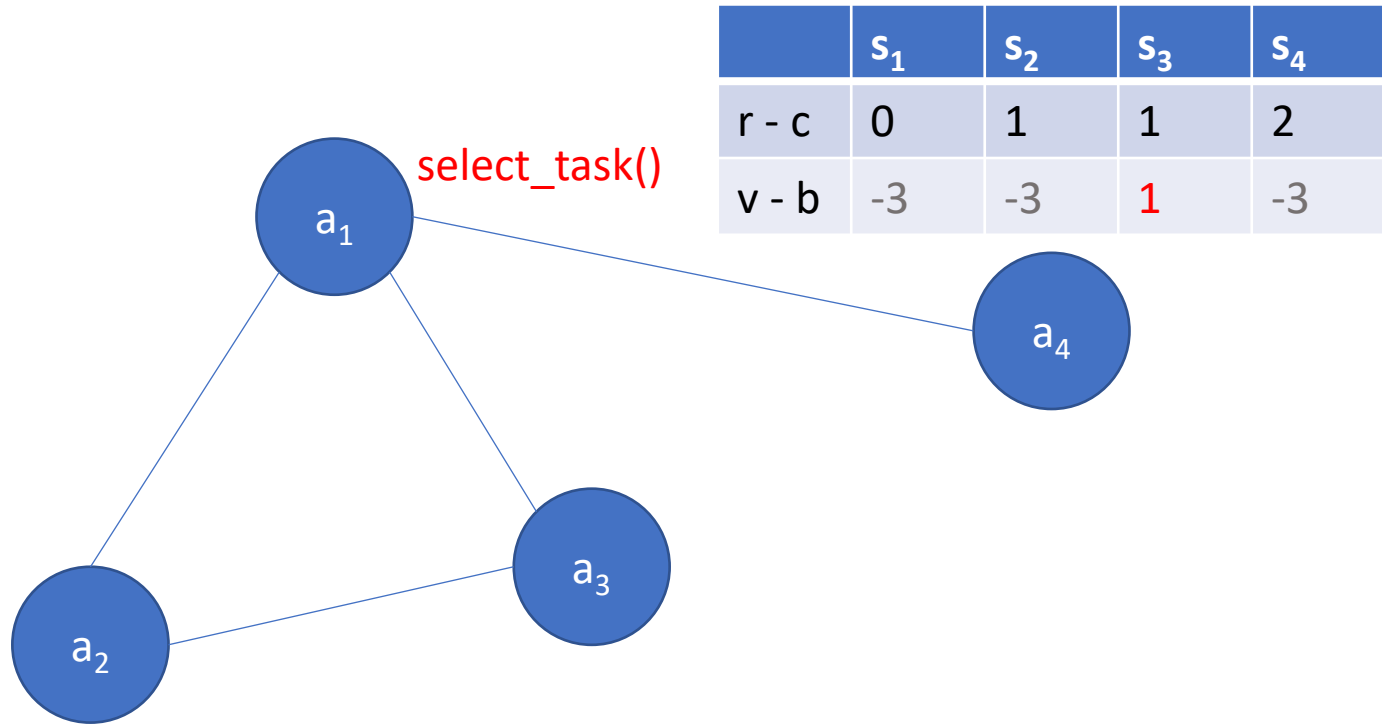 s₁ s₂ s₃ s₄
r - c 0 1 1 2
v - b -3 -3 1 -3
select_task()
a₁
a₄
a₃
a₂